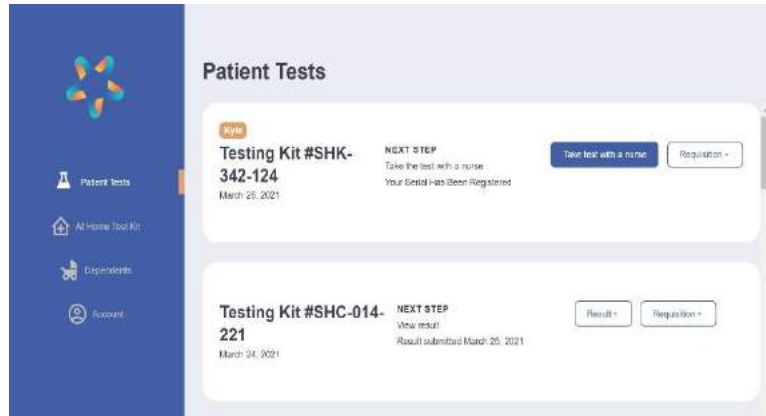 Patient Tests
Kyle
Testing Kit #SHK-
342-124
March 26, 2021
NEXT STEP
Take the test with a nurse
Your Serial Has Been Registered
Take test with a nurse
Requisition
Patient Tests
At Home Test Kit
Dependents
Account
Testing Kit #SHC-014-
221
March 24, 2021
NEXT STEP
View result
Result submitted March 26, 2021
Result
Requisition